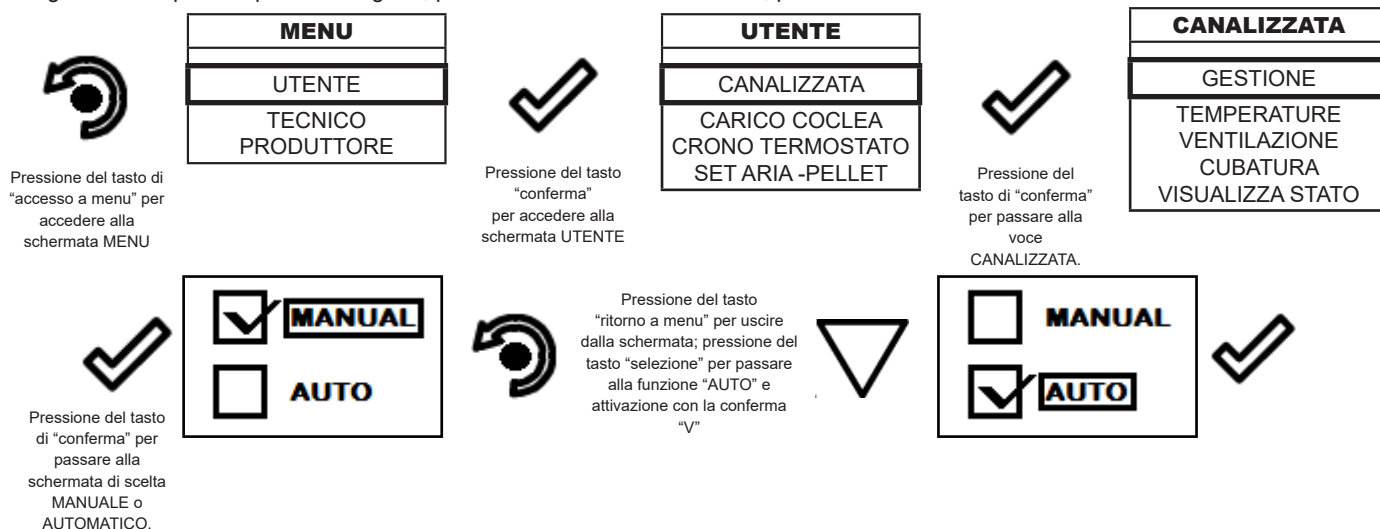 MENU
UTENTE
TECNICO
PRODUTTORE
Pressione del tasto di
“accesso a menu” per
accedere alla
schermata MENU
UTENTE
CANALIZZATA
CARICO COCLEA
CRONO TERMOSTATO
SET ARIA -PELLET
Pressione del tasto
“conferma”
per accedere alla
schermata UTENTE
CANALIZZATA
GESTIONE
TEMPERATURE
VENTILAZIONE
CUBATURA
VISUALIZZA STATO
Pressione del
tasto di “conferma”
per passare alla
voce
CANALIZZATA.
MANUAL
AUTO
Pressione del tasto
di “conferma” per
passare alla
schermata di scelta
MANUALE o
AUTOMATICO.
Pressione del tasto
“ritorno a menu” per uscire
dalla schermata; pressione del
tasto “selezione” per passare
alla funzione “AUTO” e
attivazione con la conferma
“V”
MANUAL
AUTO